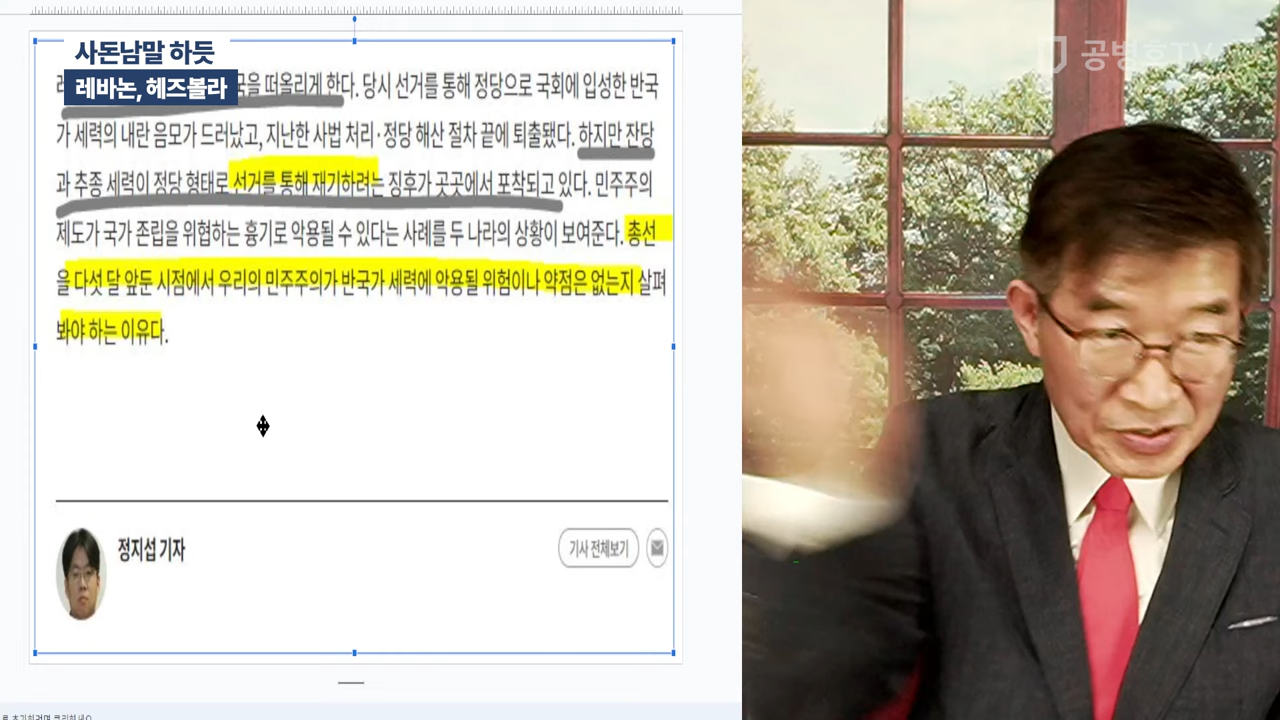 사돈남말 하듯
레바논, 헤즈볼라
공병호TV
국을 떠올리게 한다. 당시 선거를 통해 정당으로 국회에 입성한 반국
가 세력의 내란 음모가 드러났고, 지난한 사법 처리·정당 해산 절차 끝에 퇴출됐다. 하지만 잔당
과 추종 세력이 정당 형태로 선거를 통해 재기하려는 징후가 곳곳에서 포착되고 있다. 민주주의
제도가 국가 존립을 위협하는 흉기로 악용될 수 있다는 사례를 두 나라의 상황이 보여준다. 총선
을 다섯 달 앞둔 시점에서 우리의 민주주의가 반국가 세력에 악용될 위험이나 약점은 없는지 살펴
봐야 하는 이유다.
정지섭 기자
기사 전체보기